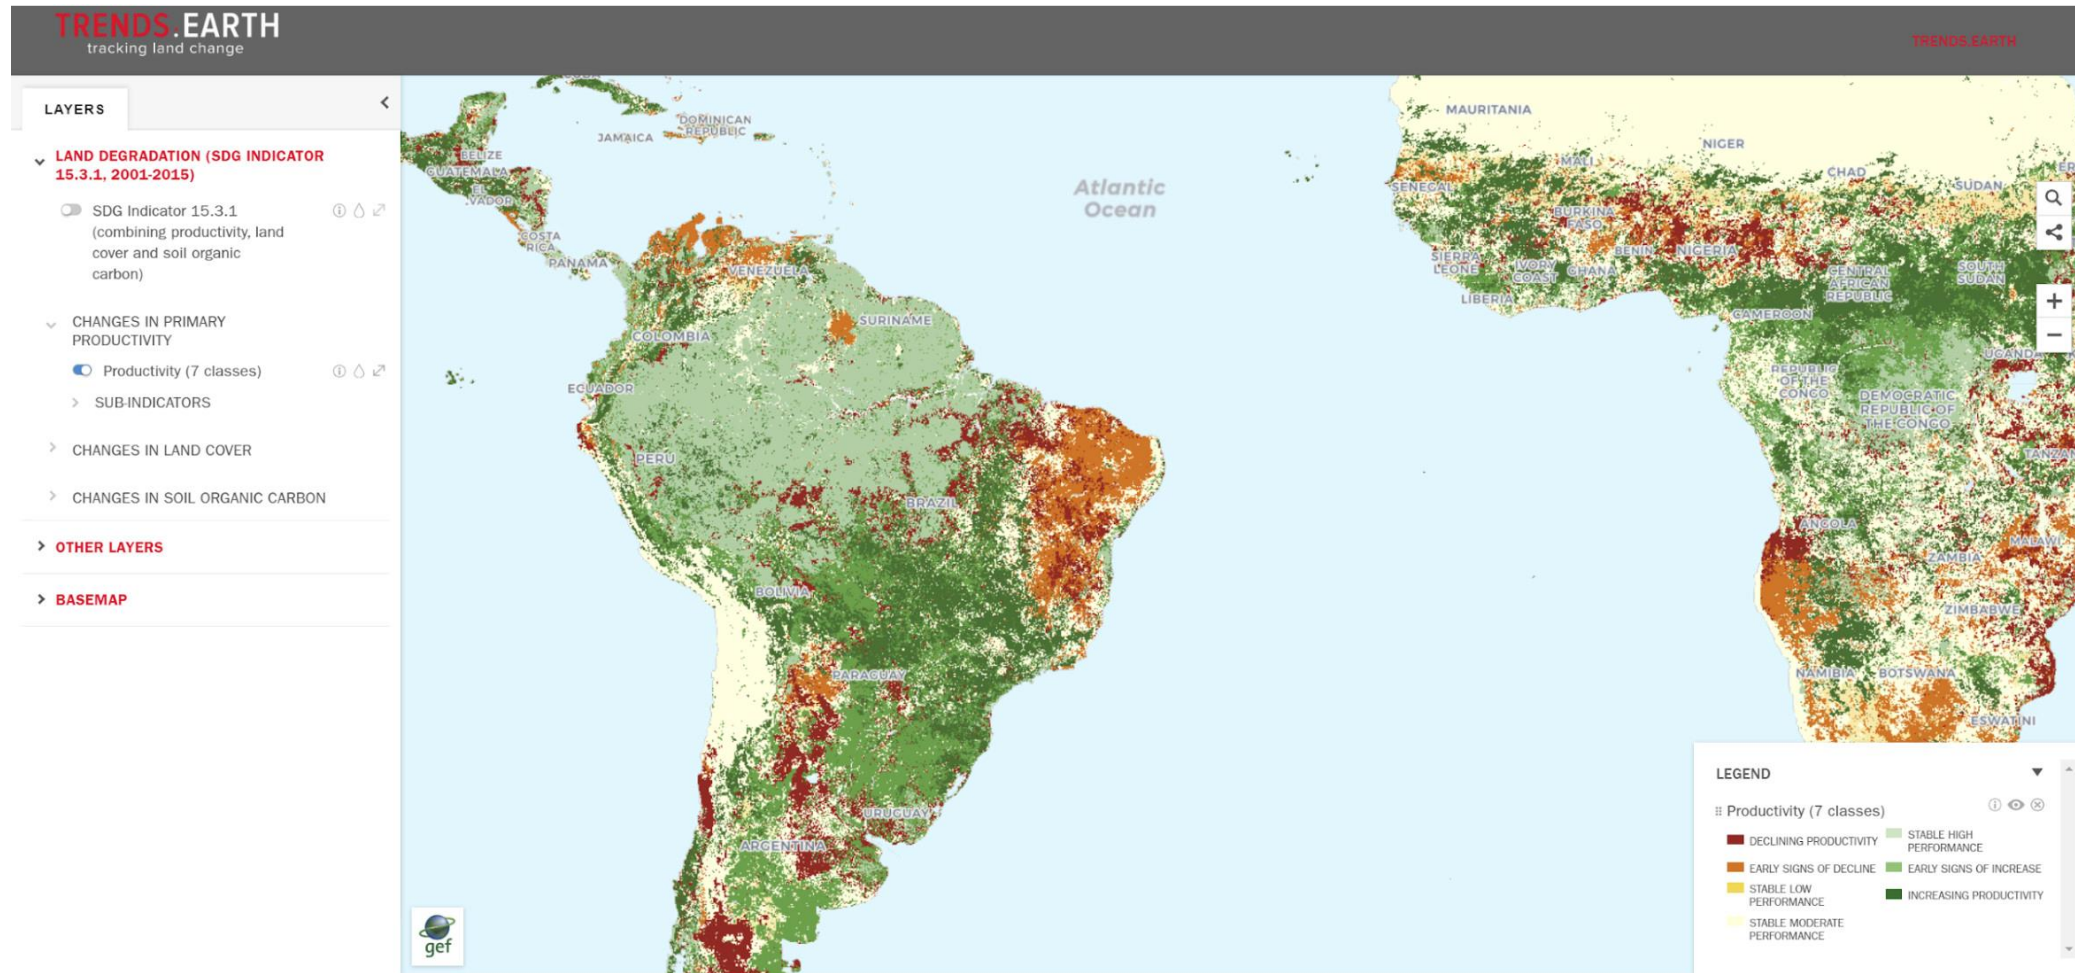 TRENDS.EARTH
tracking land change
TRENDS.EARTH
LAYERS
LAND DEGRADATION (SDG INDICATOR
15.3.1, 2001-2015)
SDG Indicator 15.3.1
(combining productivity, land
cover and soil organic
carbon)
CHANGES IN PRIMARY
PRODUCTIVITY
Productivity (7 classes)
SUB-INDICATORS
CHANGES IN LAND COVER
CHANGES IN SOIL ORGANIC CARBON
OTHER LAYERS
BASEMAP
JAMAICA
DOMINICAN
REPUBLIC
BELIZE
GUATEMALA
EL
VADOR
COSTA
RICA
PANAMA
VENEZUELA
SURINAME
COLOMBIA
ECUADOR
PERU
BRAZIL
BOLIVIA
PARAGUAY
URUGUAY
ARGENTINA
Atlantic
Ocean
MAURITANIA
NIGER
MALI
CHAD
SUDAN
ER
SENEGAL
BURKINA
FASO
BENIN
NIGERIA
SIERRA
LEONE
IVORY
COAST
GHANA
LIBERIA
CENTRAL
AFRICAN
REPUBLIC
SOUTH
SUDAN
CAMEROON
UGANDA
REPUBLIC
OF THE
CONGO
DEMOCRATIC
REPUBLIC OF
THE CONGO
TANZAN
ANGOLA
ZAMBIA
MALAWI
ZIMBABWE
NAMIBIA
BOTSWANA
ESWATINI
gef
LEGEND
Productivity (7 classes)
DECLINING PRODUCTIVITY
EARLY SIGNS OF DECLINE
STABLE LOW
PERFORMANCE
STABLE MODERATE
PERFORMANCE
STABLE HIGH
PERFORMANCE
EARLY SIGNS OF INCREASE
INCREASING PRODUCTIVITY